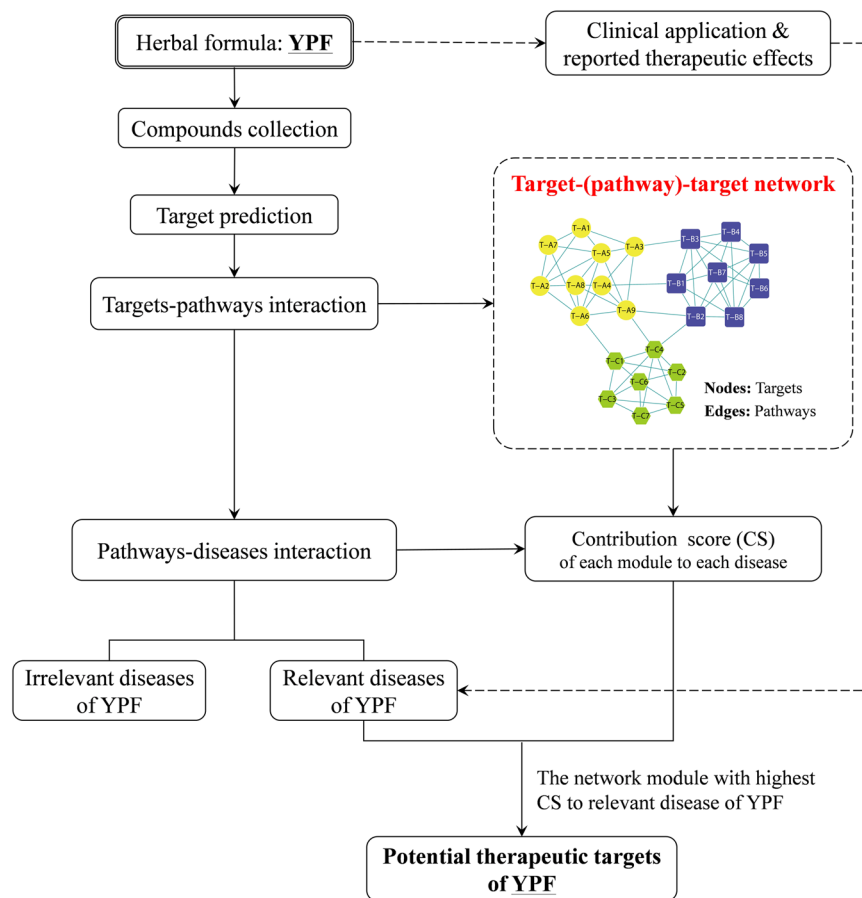 Herbal formula: YPF
Clinical application &
reported therapeutic effects
Compounds collection
Target prediction
Targets-pathways interaction
Target-(pathway)-target network
T−A1
T−A7
T−A5
T−A3
T−A2
T−A8
T−A4
T−A6
T−A9
T−B3
T−B4
T−B5
T−B7
T−B1
T−B6
T−B2
T−B8
T−C4
T−C1
T−C2
T−C6
T−C3
T−C5
T−C7
Nodes: Targets
Edges: Pathways
Pathways-diseases interaction
Contribution score (CS)
of each module to each disease
Irrelevant diseases
of YPF
Relevant diseases
of YPF
The network module with highest
CS to relevant disease of YPF
Potential therapeutic targets
of YPF